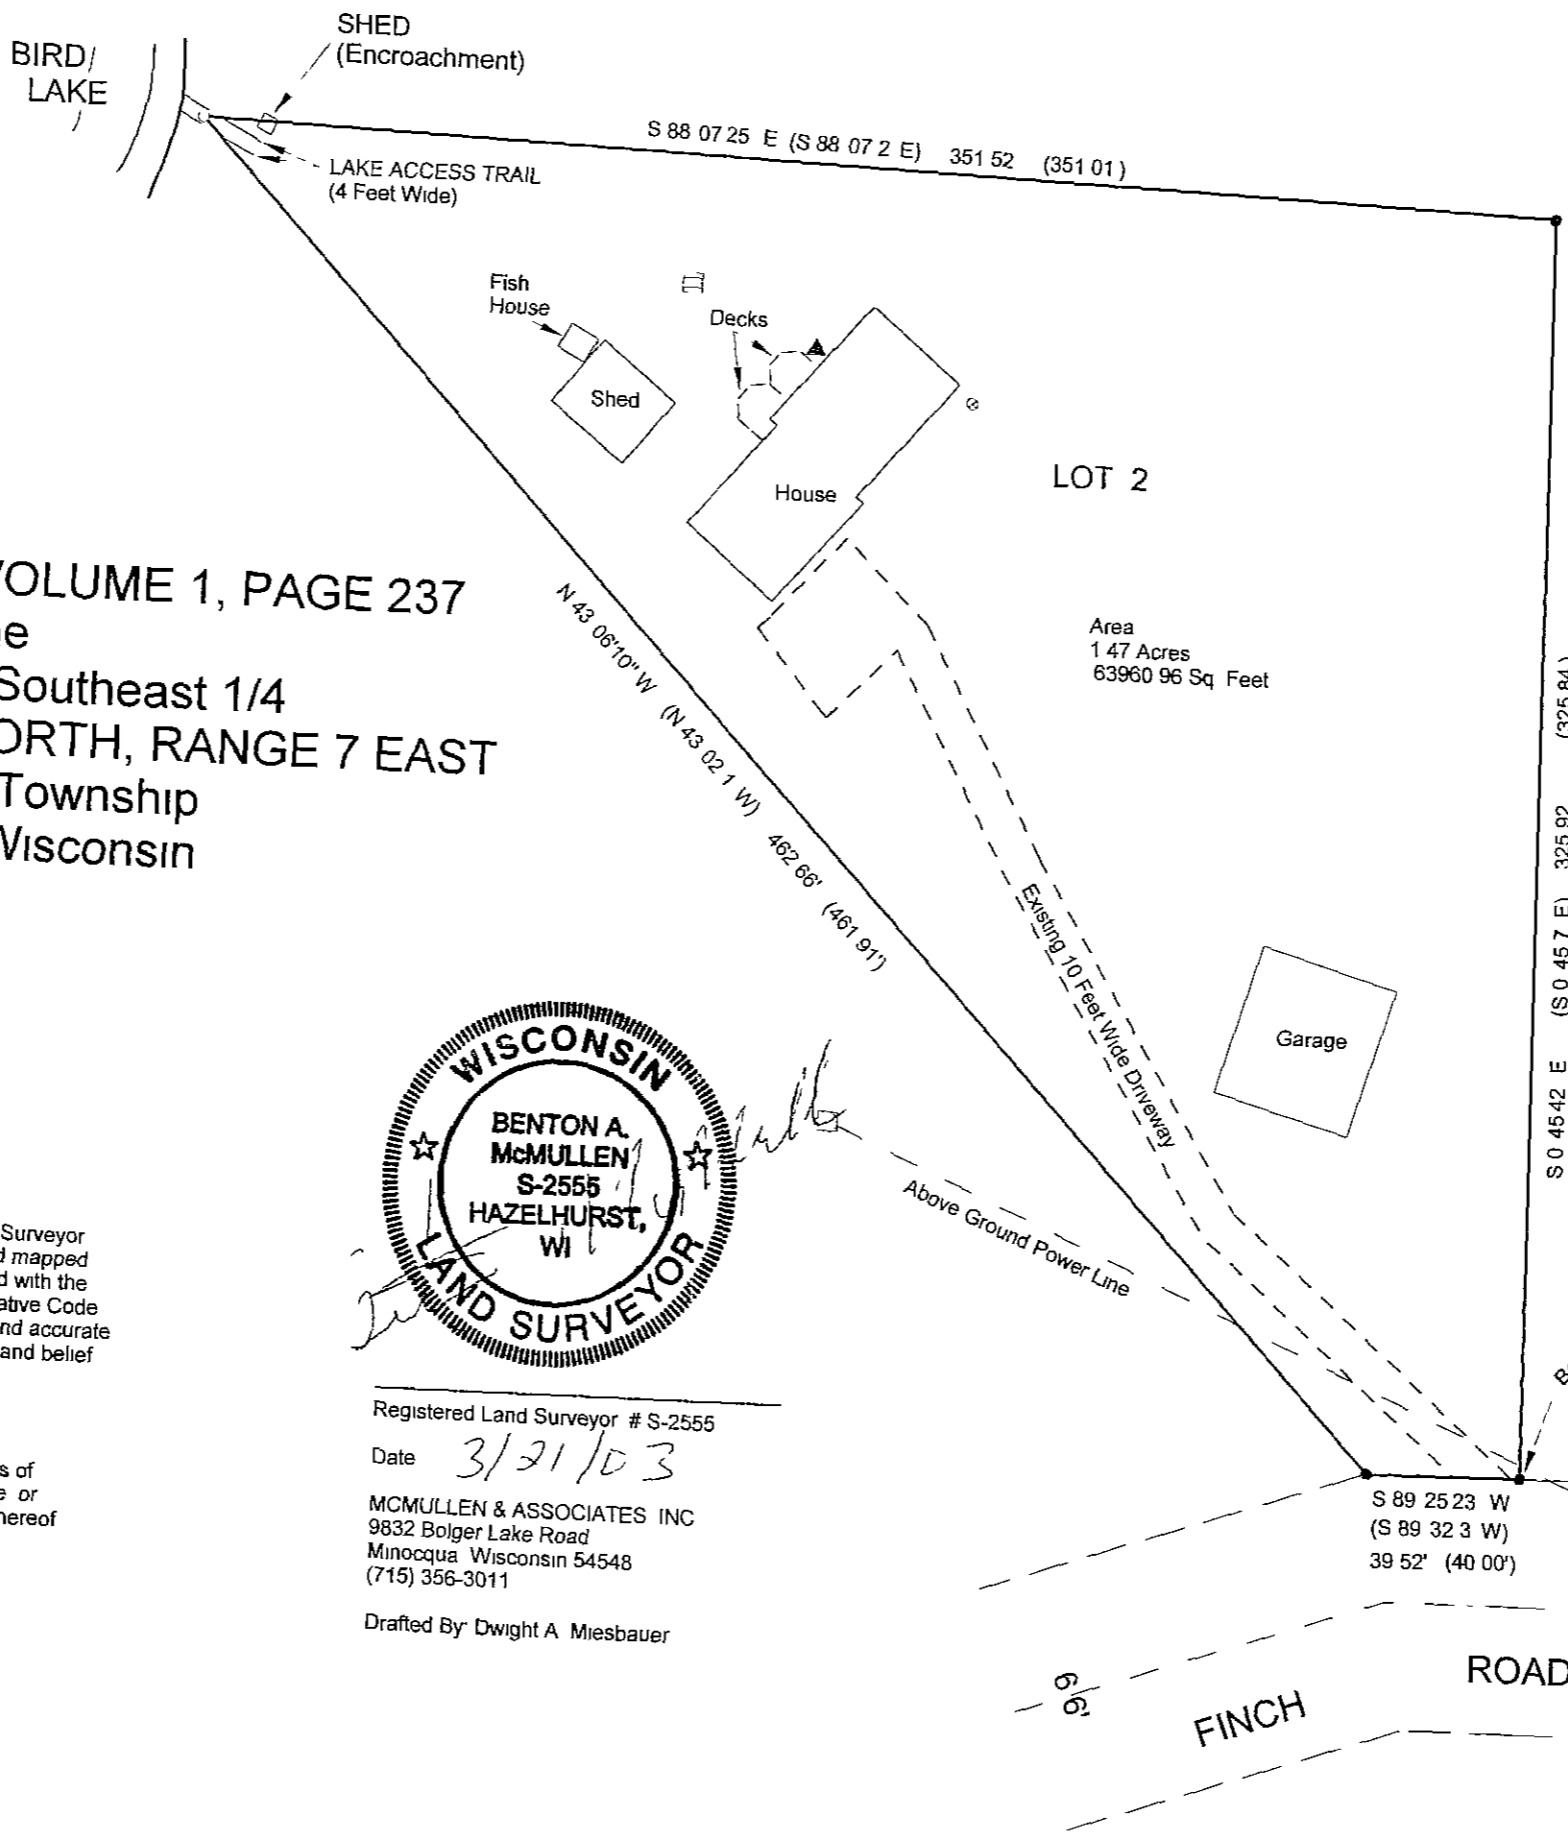 SHED
(Encroachment)
BIRD
LAKE
S 88 07 25 E (S 88 07 2 E) 351 52 (351 01)
LAKE ACCESS TRAIL
(4 Feet Wide)
Fish
House
Decks
Shed
House
LOT 2
VOLUME 1, PAGE 237
Southeast 1/4
ORTH, RANGE 7 EAST
Township
Wisconsin
N 43 06'10" W (N 43 02 1 W) 462 66' (461 91')
Area
1 47 Acres
63960 96 Sq Feet
S 0 45 42 E (S 0 45 7 E) 325 92 (325 84)
Existing 10 Feet Wide Driveway
Garage
Above Ground Power Line
WISCONSIN
BENTON A.
McMULLEN
S-2555
HAZELHURST,
WI
LAND SURVEYOR
Surveyor
d mapped
d with the
ative Code
nd accurate
and belief
Registered Land Surveyor # S-2555
Date 3/21/03
s of
e or
hereof
MCMULLEN & ASSOCIATES INC
9832 Bolger Lake Road
Minocqua Wisconsin 54548
(715) 356-3011
Drafted By Dwight A Miesbauer
S 89 25 23 W
(S 89 32 3 W)
39 52' (40 00')
66'
FINCH ROAD